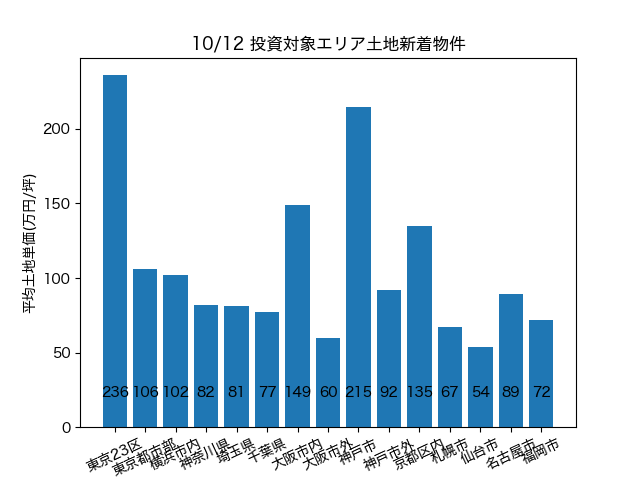 10/12 投資対象エリア土地新着物件
平均土地単価(万円/坪)
200
150
100
50
0
236 106 102 82 81 77 149 60 215 92 135 67 54 89 72
東京23区 東京都市部 横浜市内 神奈川県 埼玉県 千葉県 大阪市内 大阪市外 神戸市 神戸市外 京都区内 札幌市 仙台市 名古屋市 福岡市